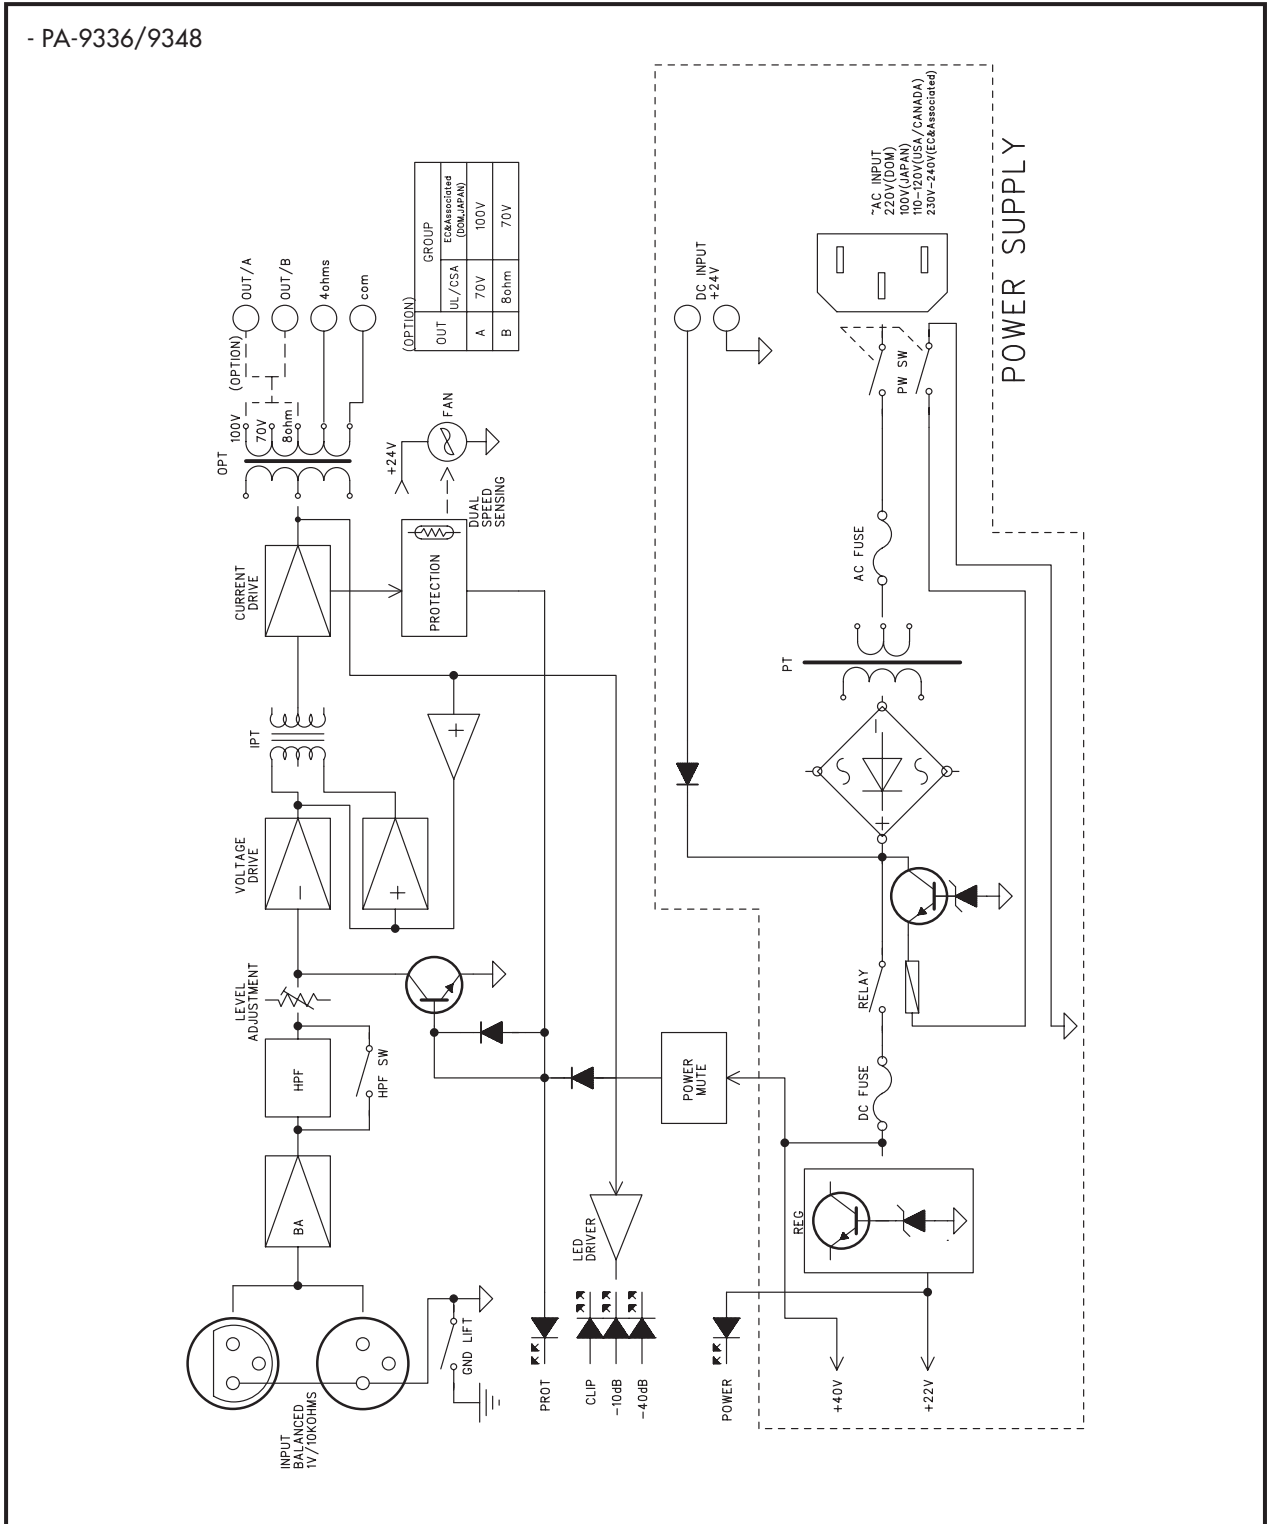 - PA-9336/9348
INPUT
BALANCED
1V/10KOHMS
GND LIFT
BA
HPF
HPF SW
LEVEL
ADJUSTMENT
VOLTAGE
DRIVE
−
+
+
IPT
CURRENT
DRIVE
PROTECTION
DUAL
SPEED
SENSING
+24V
FAN
OPT
100V
70V
8ohm
(OPTION)
OUT/A
OUT/B
4ohms
com
(OPTION)
OUT
GROUP
UL/CSA
EC&Associated
(DOM,JAPAN)
A
70V
100V
B
8ohm
70V
PROT
CLIP
-10dB
-40dB
LED
DRIVER
POWER
MUTE
POWER
+40V
+22V
REG
DC FUSE
RELAY
+
−
PT
AC FUSE
PW SW
DC INPUT
+24V
~AC INPUT
220V(DOM)
100V(JAPAN)
110-120V(USA/CANADA)
230V-240V(EC&Associated)
POWER SUPPLY